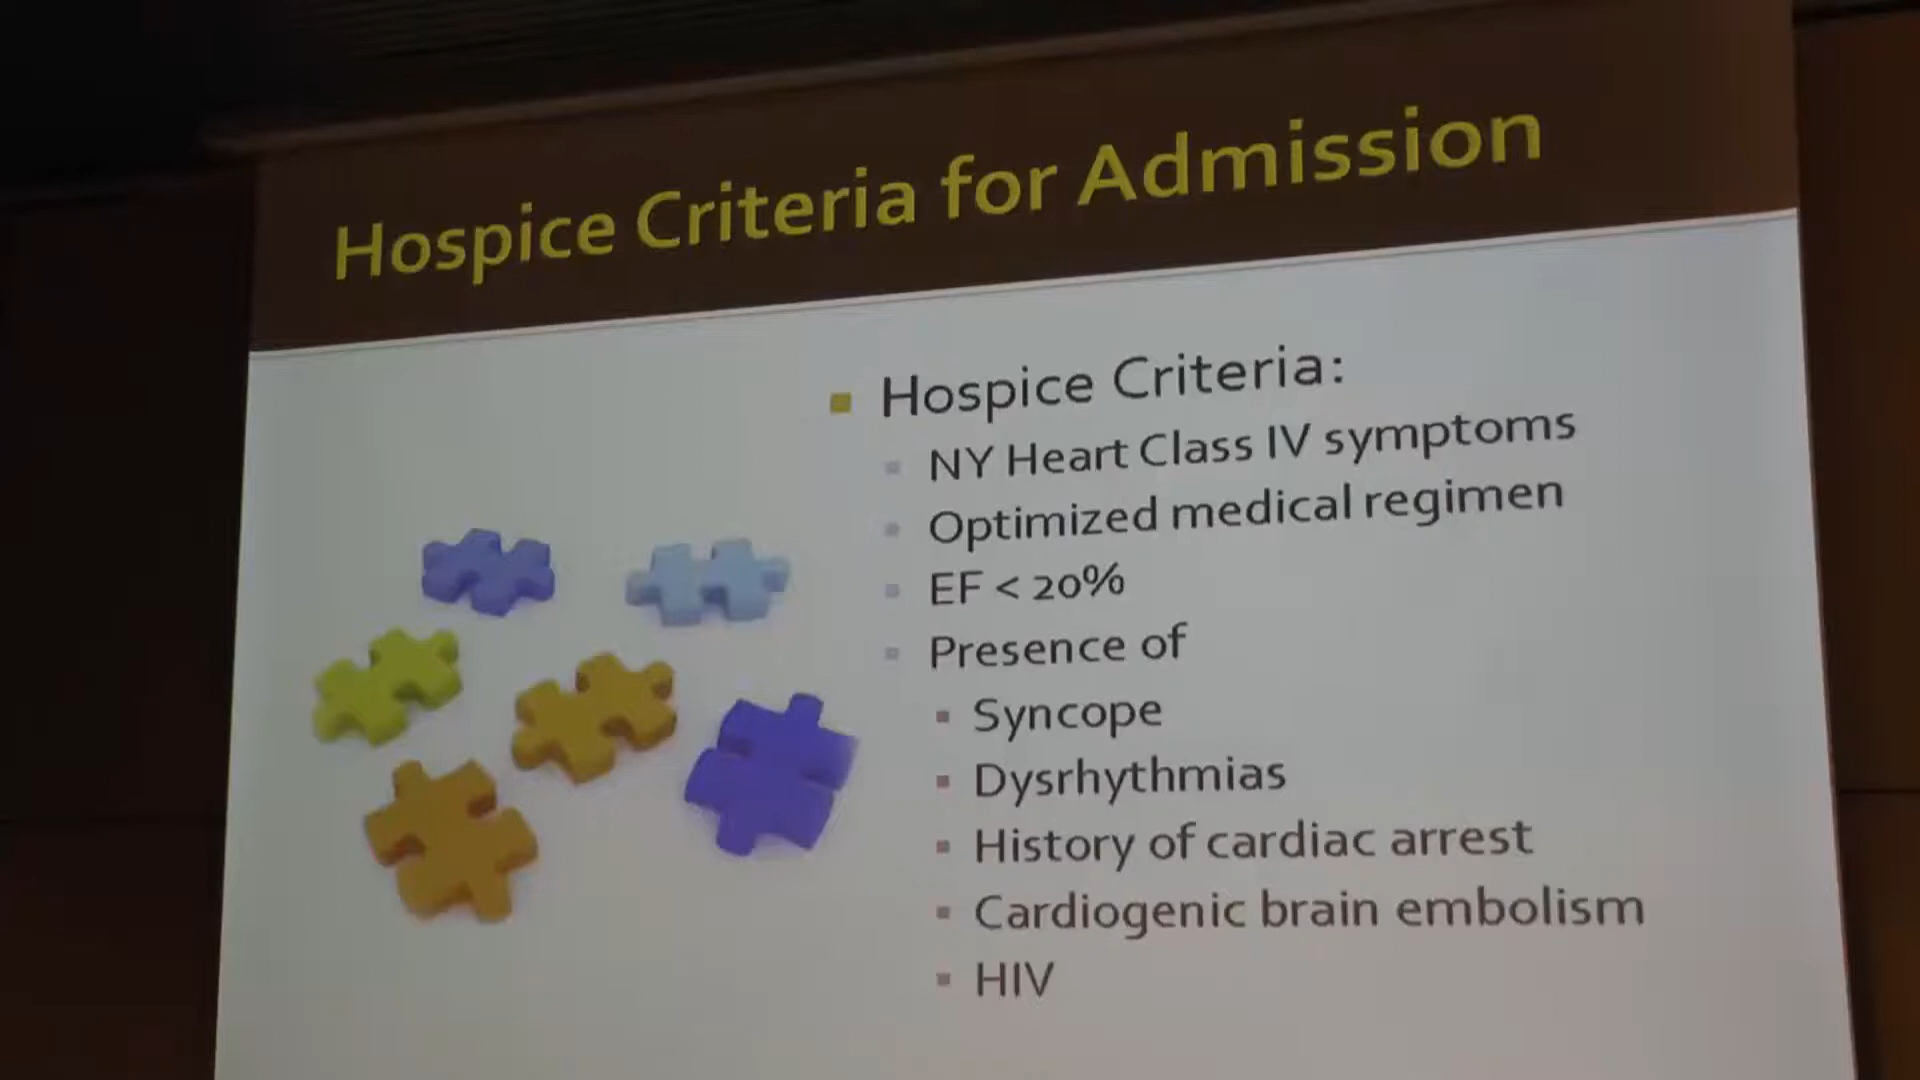 Hospice Criteria for Admission
Hospice Criteria:
NY Heart Class IV symptoms
Optimized medical regimen
EF < 20%
Presence of
Syncope
Dysrhythmias
History of cardiac arrest
Cardiogenic brain embolism
HIV